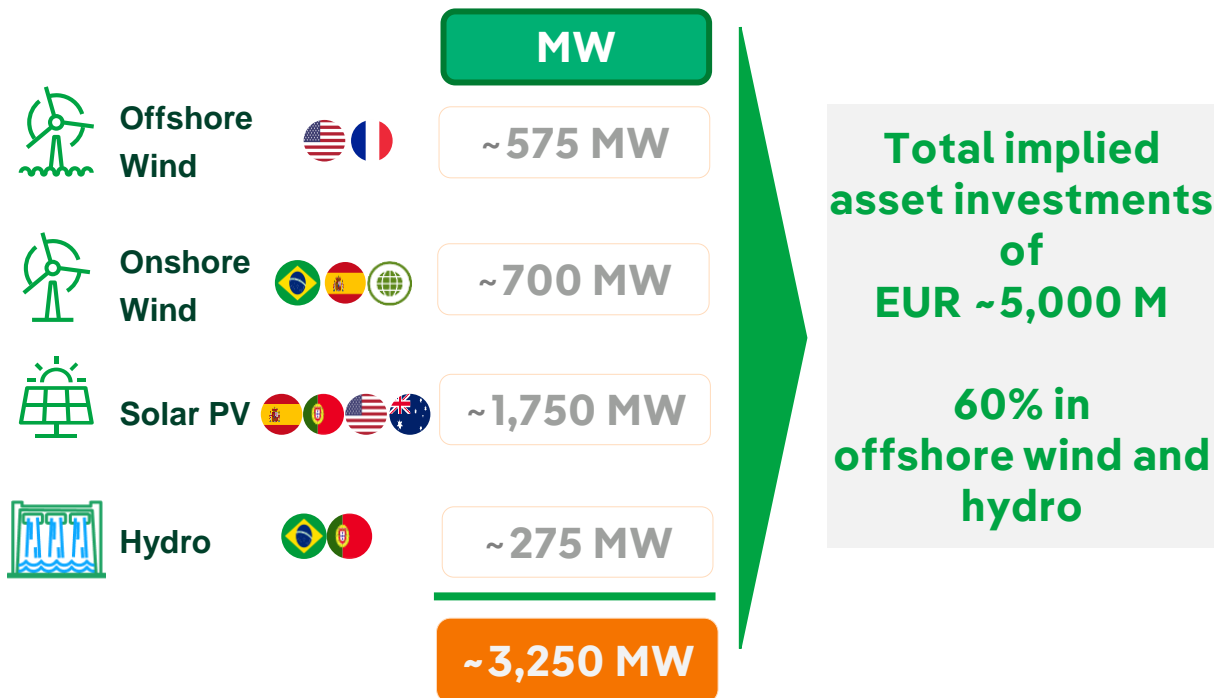 MW
Offshore
Wind
~575 MW
Onshore
Wind
~700 MW
Solar PV
~1,750 MW
Hydro
~275 MW
~3,250 MW
Total implied
asset investments
of
EUR ~5,000 M
60% in
offshore wind and
hydro